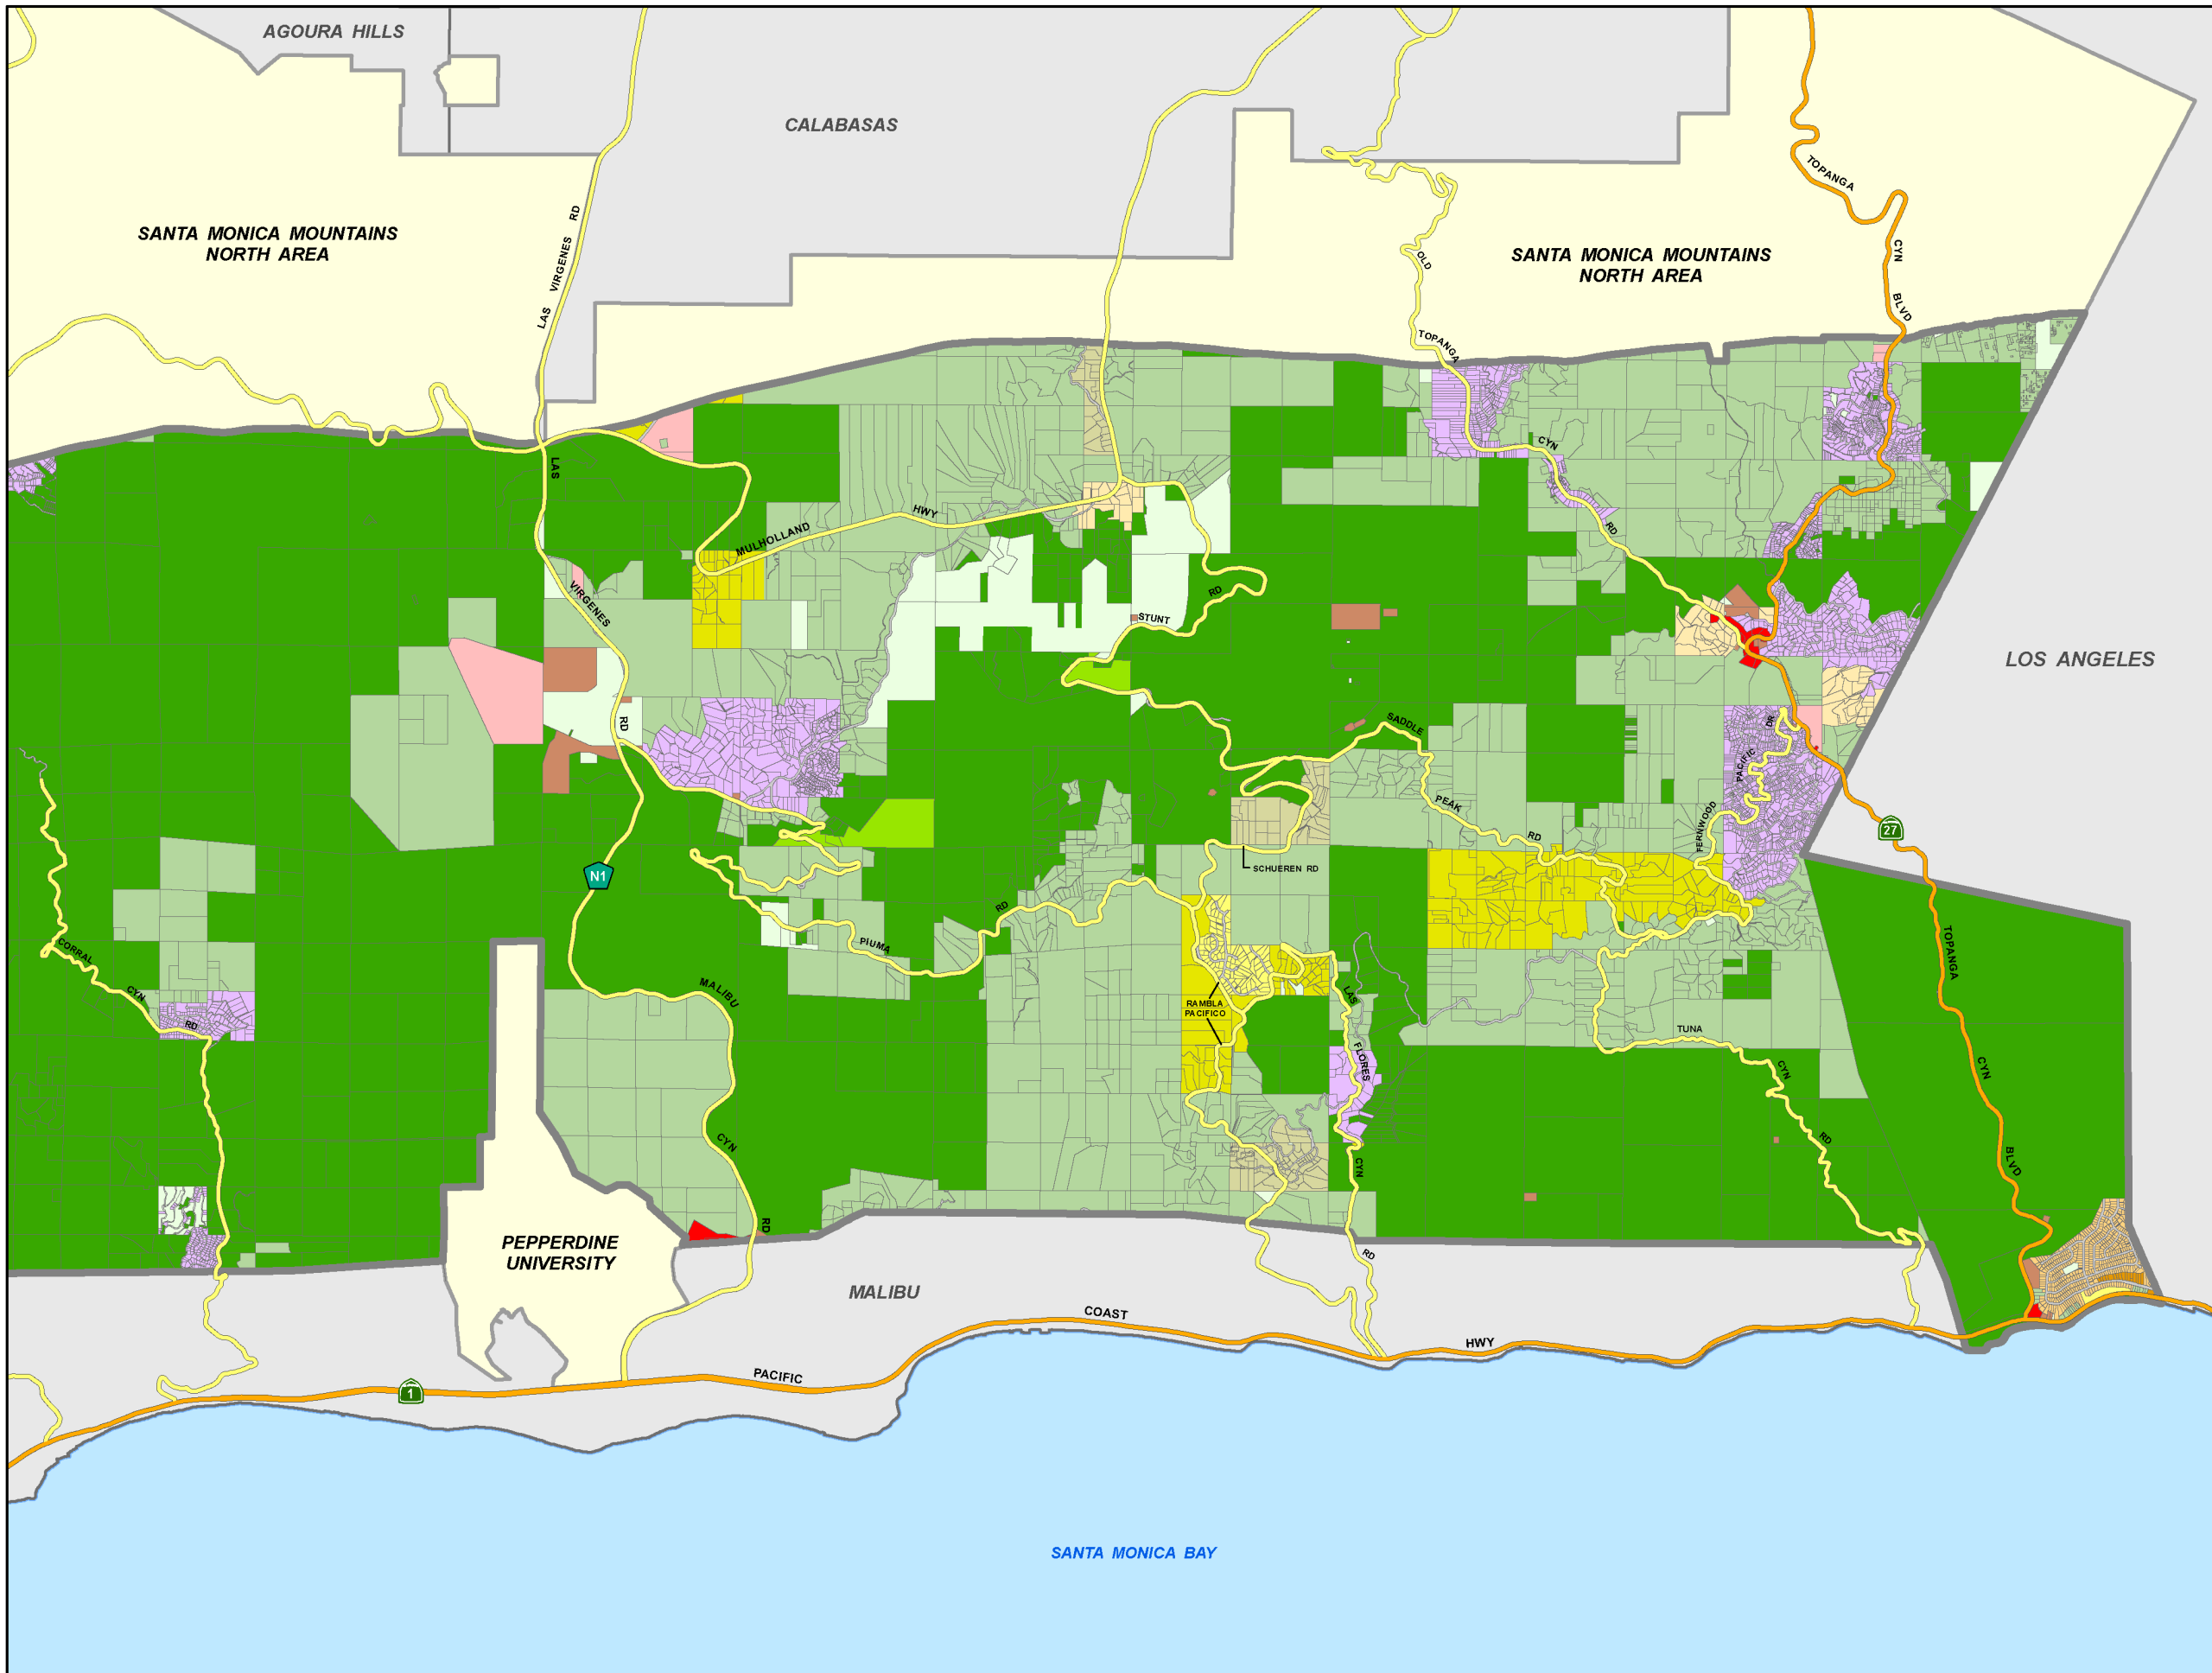 AGOURA HILLS
CALABASAS
TOPANGA
SANTA MONICA MOUNTAINS
NORTH AREA
LAS VIRGENES RD
SANTA MONICA MOUNTAINS
NORTH AREA
OLD
CYN
BLVD
TOPANGA
LAS
CYN
HWY
MULHOLLAND
RD
VIRGENES
RD
STUNT
LOS ANGELES
RD
SADDLE
DR
PACIFIC
PEAK
RD
FERNWOOD
27
SCHUEREN RD
N1
RD
PIUMA
CORRAL
CYN
RD
MALIBU
TOPANGA
LAS
RAMBLA
PACIFICO
TUNA
FLORES
CYN
CYN
CYN
RD
CYN
BLVD
RD
PEPPERDINE
UNIVERSITY
RD
MALIBU
COAST
HWY
PACIFIC
1
SANTA MONICA BAY